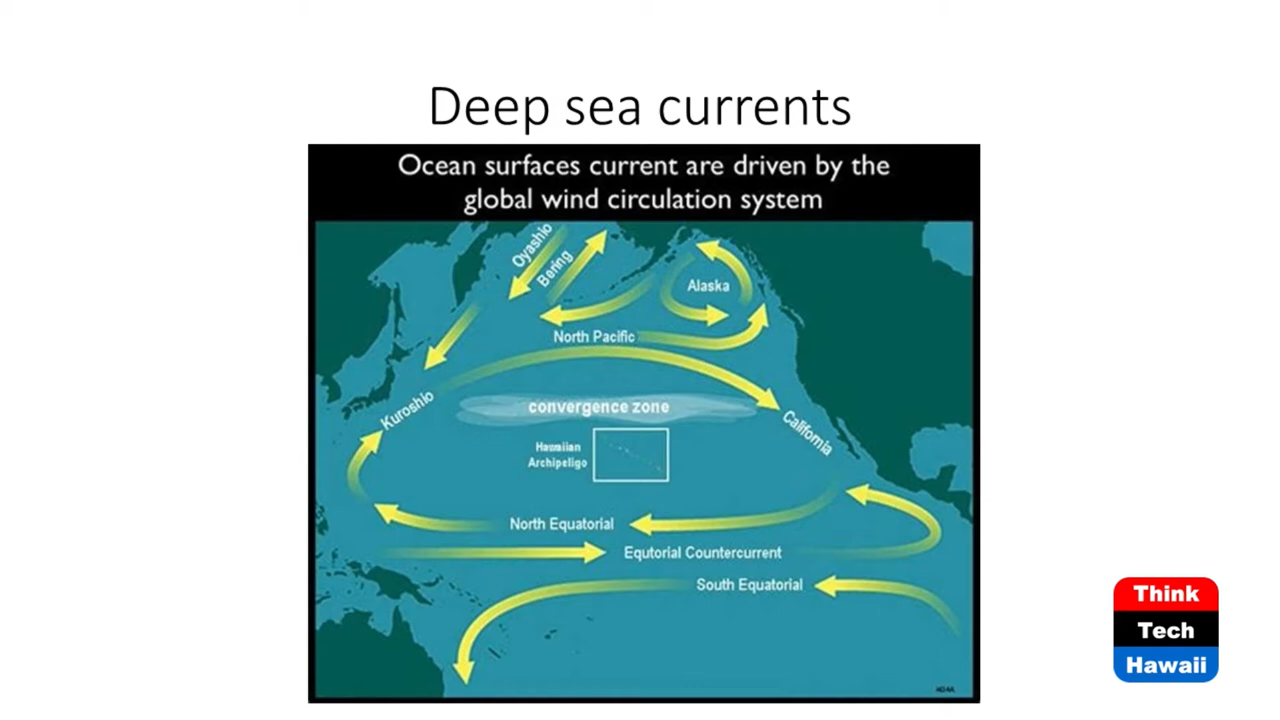 Deep sea currents
Ocean surfaces current are driven by the
global wind circulation system
Oyashio
Bering
Alaska
North Pacific
Kuroshio
convergence zone
California
Hawaiian
Archipeligo
North Equatorial
Equtorial Countercurrent
South Equatorial
Think
Tech
Hawaii